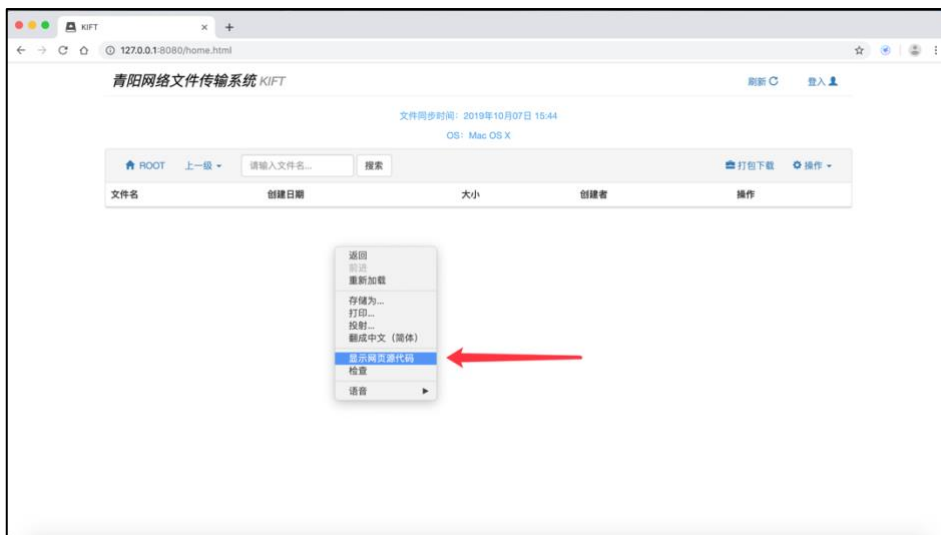 KIFT
127.0.0.1:8080/home.html
青阳网络文件传输系统 KIFT 刷新 登入
文件同步时间：2019年10月07日 15:44
OS：Mac OS X
ROOT 上一级 请输入文件名... 搜索 打包下载 操作
文件名 创建日期 大小 创建者 操作
返回
前进
重新加载
存储为...
打印...
投射...
翻成中文（简体）
显示网页源代码
检查
语音